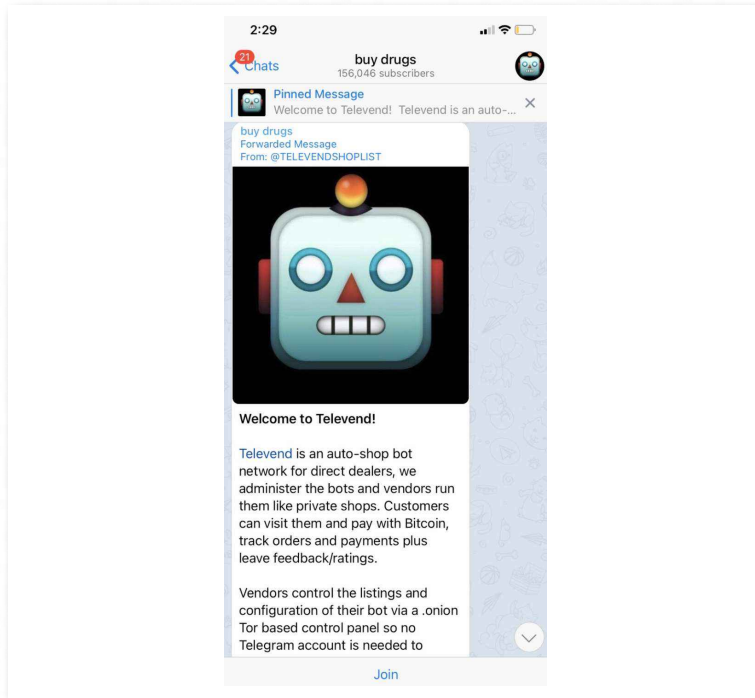 2:29
21
Chats
buy drugs
156,046 subscribers
Pinned Message
Welcome to Televend! Televend is an auto-...
buy drugs
Forwarded Message
From: @TELEVENDSHOPLIST
Welcome to Televend!
Televend is an auto-shop bot
network for direct dealers, we
administer the bots and vendors run
them like private shops. Customers
can visit them and pay with Bitcoin,
track orders and payments plus
leave feedback/ratings.
Vendors control the listings and
configuration of their bot via a .onion
Tor based control panel so no
Telegram account is needed to
Join